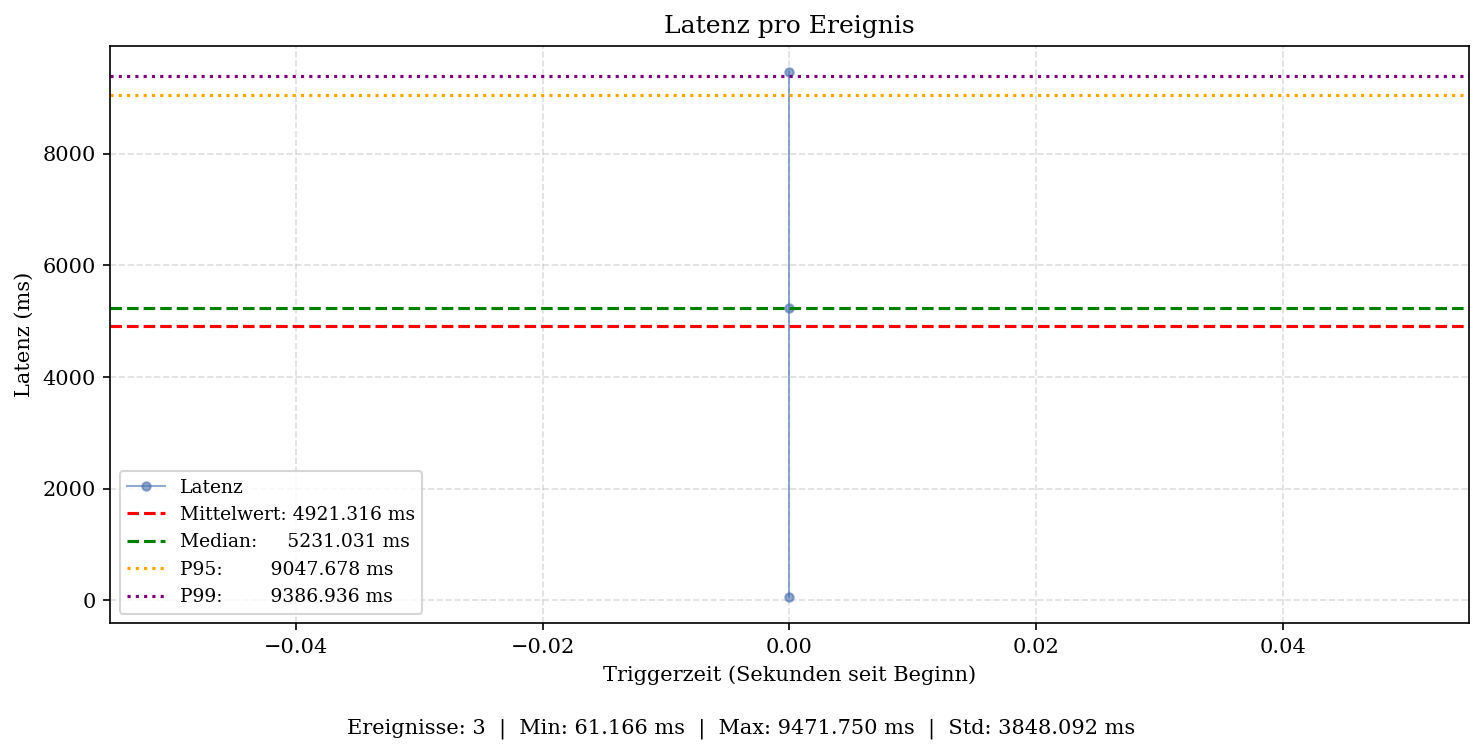 Latenz pro Ereignis
Latenz (ms)
8000
6000
4000
2000
0
Latenz
Mittelwert: 4921.316 ms
Median: 5231.031 ms
P95: 9047.678 ms
P99: 9386.936 ms
−0.04 −0.02 0.00 0.02 0.04
Triggerzeit (Sekunden seit Beginn)
Ereignisse: 3 | Min: 61.166 ms | Max: 9471.750 ms | Std: 3848.092 ms